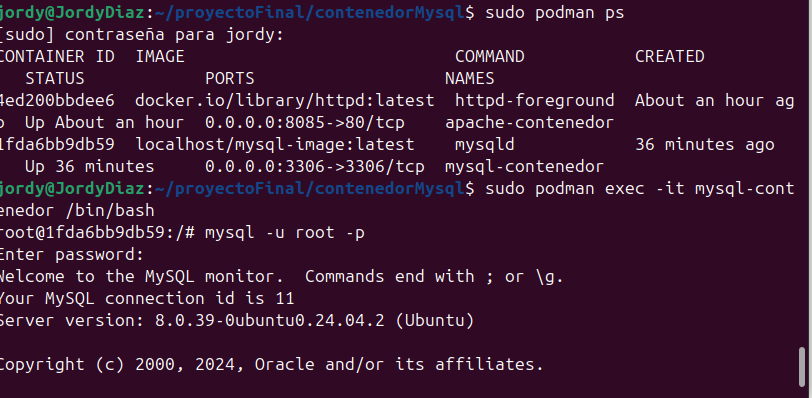 jordy@JordyDiaz:~/proyectoFinal/contenedorMysql$ sudo podman ps
[sudo] contraseña para jordy:
CONTAINER ID  IMAGE                           COMMAND           CREATED
   STATUS            PORTS                   NAMES
4ed200bbdee6  docker.io/library/httpd:latest  httpd-foreground  About an hour ag
o  Up About an hour  0.0.0.0:8085->80/tcp    apache-contenedor
1fda6bb9db59  localhost/mysql-image:latest    mysqld            36 minutes ago
   Up 36 minutes     0.0.0.0:3306->3306/tcp  mysql-contenedor
jordy@JordyDiaz:~/proyectoFinal/contenedorMysql$ sudo podman exec -it mysql-cont
enedor /bin/bash
root@1fda6bb9db59:/# mysql -u root -p
Enter password:
Welcome to the MySQL monitor.  Commands end with ; or \g.
Your MySQL connection id is 11
Server version: 8.0.39-0ubuntu0.24.04.2 (Ubuntu)

Copyright (c) 2000, 2024, Oracle and/or its affiliates.